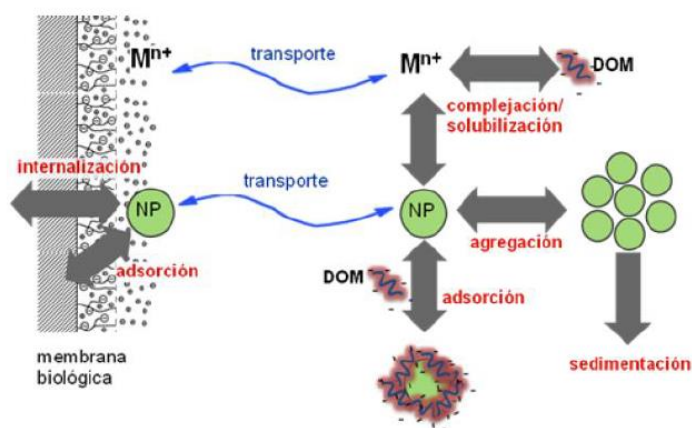 Mn+
transporte
Mn+
DOM
complejación/
solubilización
internalización
transporte
NP
NP
agregación
adsorción
DOM
adsorción
sedimentación
membrana
biológica